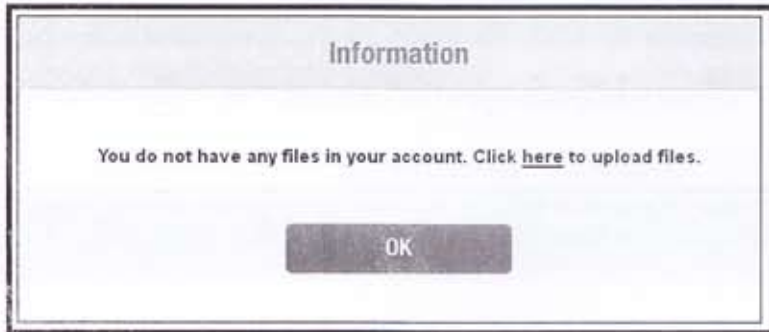 Information
You do not have any files in your account. Click here to upload files.
OK